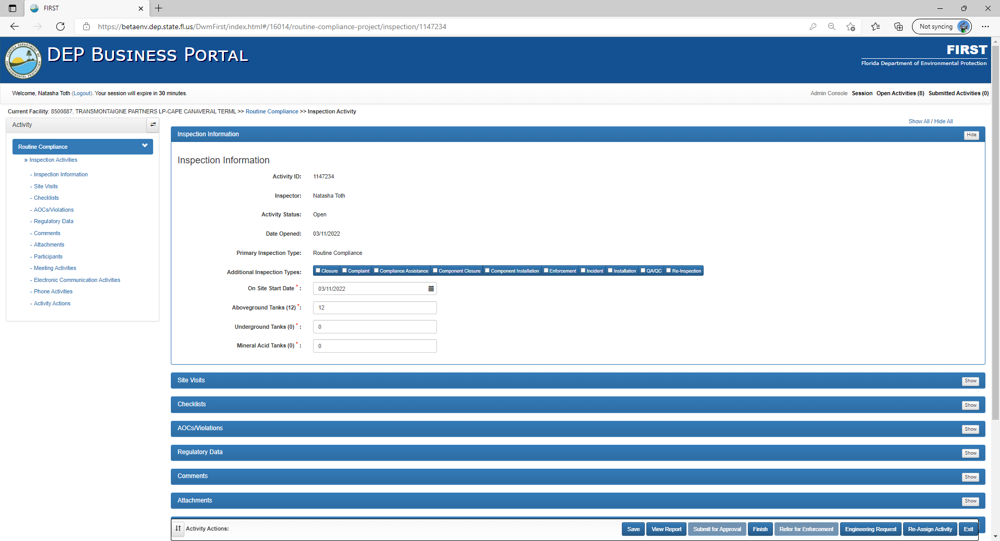 FIRST
https://betaenv.dep.state.fl.us/DwmFirst/index.html#/16014/routine-compliance-project/inspection/1147234
Not syncing
DEP BUSINESS PORTAL
FIRST
Florida Department of Environmental Protection
Welcome, Natasha Toth (Logout). Your session will expire in 30 minutes.
Admin Console Session Open Activities (8) Submitted Activities (0)
Current Facility: 8500887, TRANSMONTAIGNE PARTNERS LP-CAPE CANAVERAL TERML >> Routine Compliance >> Inspection Activity
Show All / Hide All
Activity
Routine Compliance
» Inspection Activities
- Inspection Information
- Site Visits
- Checklists
- AOCs/Violations
- Regulatory Data
- Comments
- Attachments
- Participants
- Meeting Activities
- Electronic Communication Activities
- Phone Activities
- Activity Actions
Inspection Information
Hide
Inspection Information
Activity ID: 1147234
Inspector: Natasha Toth
Activity Status: Open
Date Opened: 03/11/2022
Primary Inspection Type: Routine Compliance
Additional Inspection Types: Closure Complaint Compliance Assistance Component Closure Component Installation Enforcement Incident Installation QA/QC Re-Inspection
On Site Start Date * : 03/11/2022
Aboveground Tanks (12) * : 12
Underground Tanks (0) * : 0
Mineral Acid Tanks (0) * : 0
Site Visits Show
Checklists Show
AOCs/Violations Show
Regulatory Data Show
Comments Show
Attachments Show
Activity Actions: Save View Report Submit for Approval Finish Refer for Enforcement Engineering Request Re-Assign Activity Exit